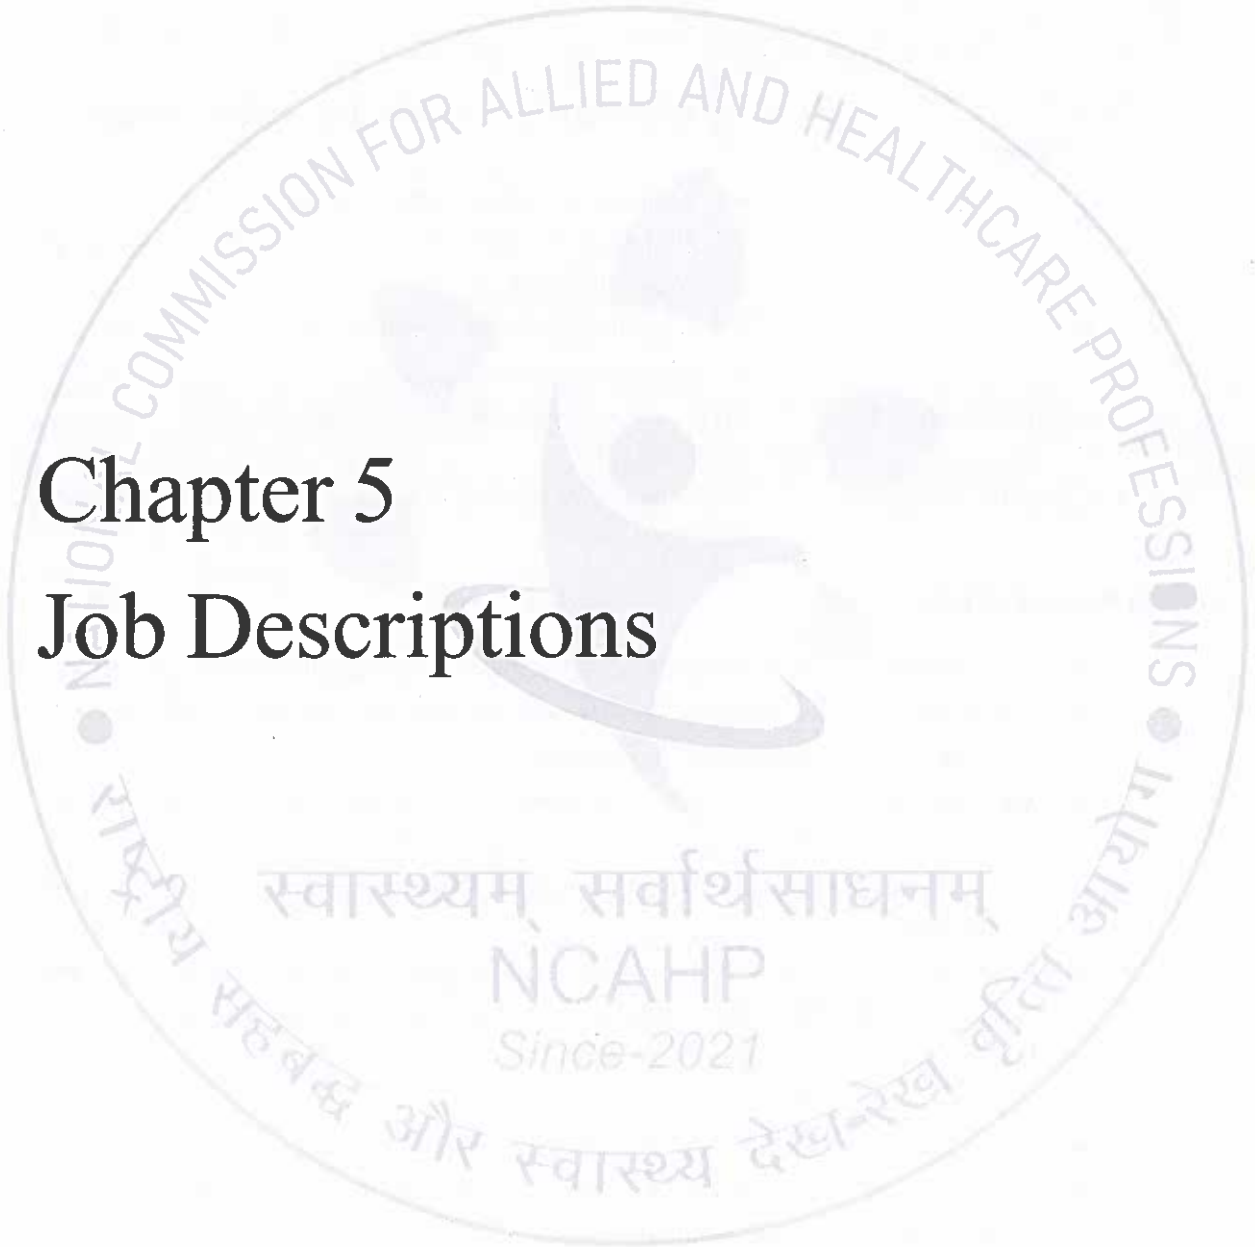 NATIONAL COMMISSION FOR ALLIED AND HEALTHCARE PROFESSIONS
Chapter 5
Job Descriptions
स्वास्थ्यम् सर्वार्थसाधनम्
NCAHP
Since-2021
राष्ट्रीय सहबद्ध और स्वास्थ्य देख-रेख वृत्ति आयोग